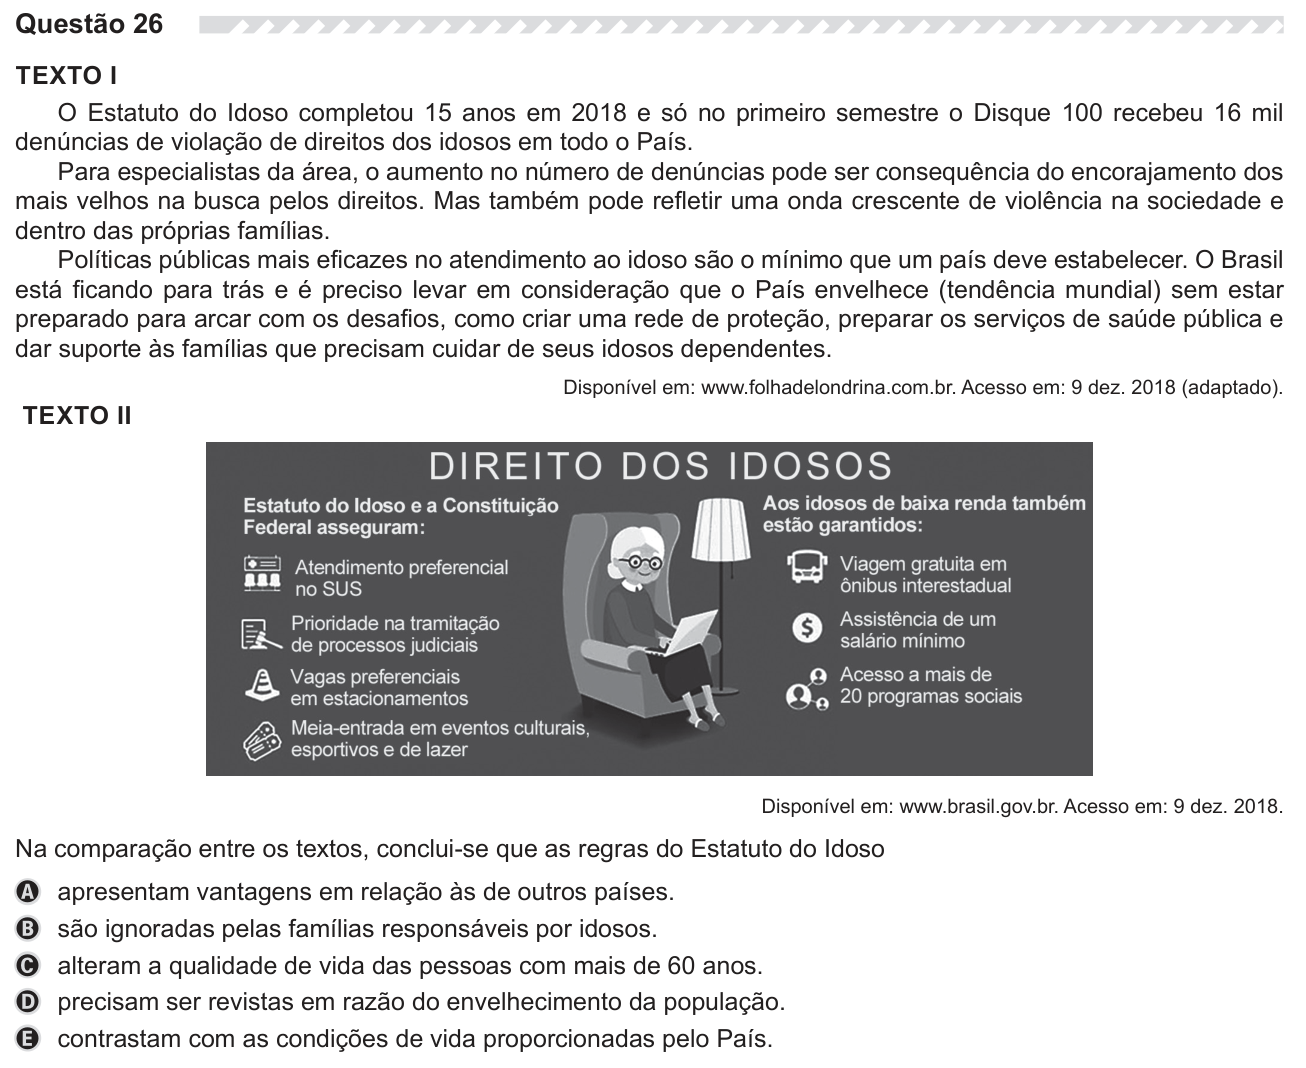 Questão 26
TEXTO I
O Estatuto do Idoso completou 15 anos em 2018 e só no primeiro semestre o Disque 100 recebeu 16 mil
denúncias de violação de direitos dos idosos em todo o País.
Para especialistas da área, o aumento no número de denúncias pode ser consequência do encorajamento dos
mais velhos na busca pelos direitos. Mas também pode refletir uma onda crescente de violência na sociedade e
dentro das próprias famílias.
Políticas públicas mais eficazes no atendimento ao idoso são o mínimo que um país deve estabelecer. O Brasil
está ficando para trás e é preciso levar em consideração que o País envelhece (tendência mundial) sem estar
preparado para arcar com os desafios, como criar uma rede de proteção, preparar os serviços de saúde pública e
dar suporte às famílias que precisam cuidar de seus idosos dependentes.
Disponível em: www.folhadelondrina.com.br. Acesso em: 9 dez. 2018 (adaptado).
TEXTO II
DIREITO DOS IDOSOS
Estatuto do Idoso e a Constituição
Federal asseguram:
Atendimento preferencial
no SUS
Prioridade na tramitação
de processos judiciais
Vagas preferenciais
em estacionamentos
Meia-entrada em eventos culturais,
esportivos e de lazer
Aos idosos de baixa renda também
estão garantidos:
Viagem gratuita em
ônibus interestadual
Assistência de um
salário mínimo
Acesso a mais de
20 programas sociais
Disponível em: www.brasil.gov.br. Acesso em: 9 dez. 2018.
Na comparação entre os textos, conclui-se que as regras do Estatuto do Idoso
A apresentam vantagens em relação às de outros países.
B são ignoradas pelas famílias responsáveis por idosos.
C alteram a qualidade de vida das pessoas com mais de 60 anos.
D precisam ser revistas em razão do envelhecimento da população.
E contrastam com as condições de vida proporcionadas pelo País.